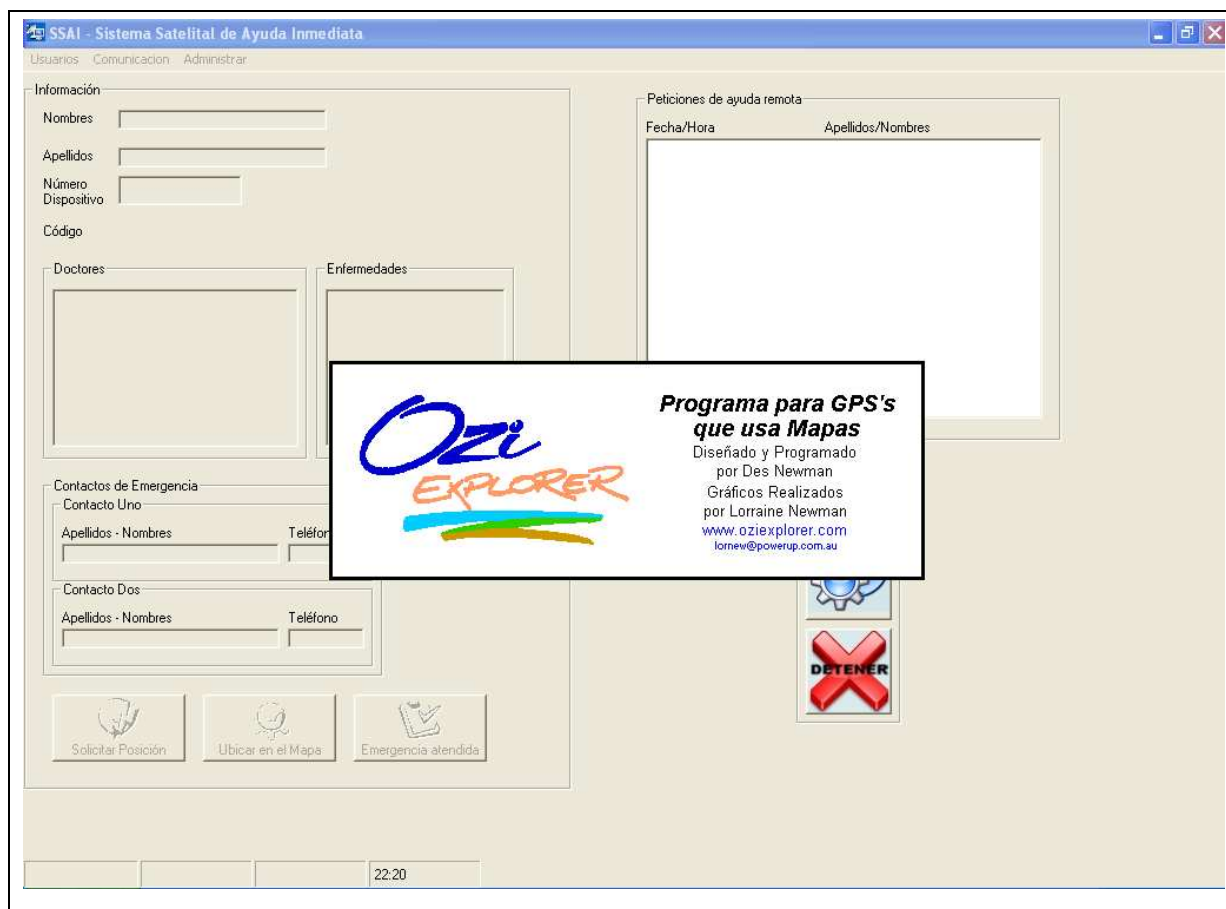 SSAI - Sistema Satelital de Ayuda Inmediata
Usuarios Comunicacion Administrar
Información
Nombres
Apellidos
Número
Dispositivo
Código
Doctores
Enfermedades
Contactos de Emergencia
Contacto Uno
Apellidos - Nombres
Contacto Dos
Apellidos - Nombres Teléfono
Solicitar Posición
Ubicar en el Mapa
Emergencia atendida
Peticiones de ayuda remota
Fecha/Hora Apellidos/Nombres
Ozi
EXPLORER
Programa para GPS's
que usa Mapas
Diseñado y Programado
por Des Newman
Gráficos Realizados
por Lorraine Newman
www.oziexplorer.com
lornew@powerup.com.au
DETENER
22:20